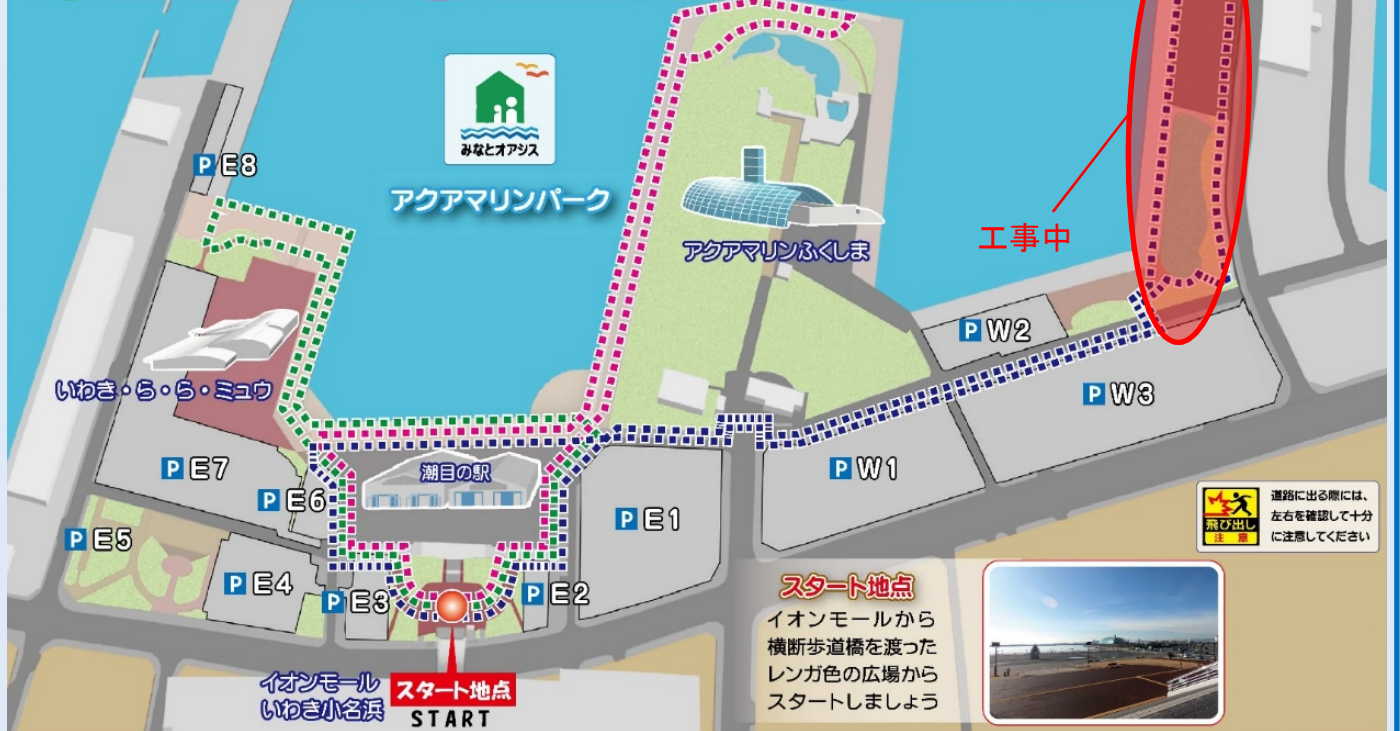 みなとオアシス
アクアマリンパーク
P E8
アクアマリンふくしま
工事中
いわき・ら・ら・ミュウ
P W2
P W3
P E7
潮目の駅
P W1
P E6
P E1
P E5
飛び出し
注意
道路に出る際には、
左右を確認して十分
に注意してください
P E4
P E3
P E2
スタート地点
イオンモールから
横断歩道橋を渡った
レンガ色の広場から
スタートしましょう
イオンモール
いわき小名浜
スタート地点
START